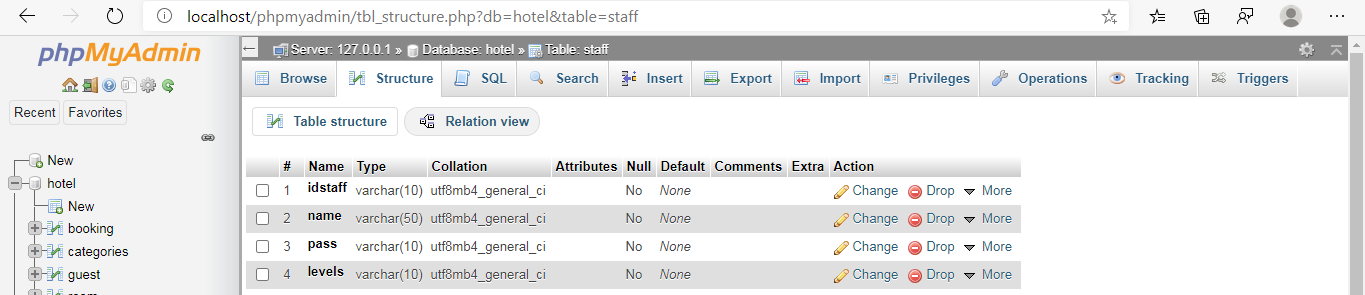 localhost/phpmyadmin/tbl_structure.php?db=hotel&table=staff
phpMyAdmin
Recent Favorites
New
hotel
New
booking
categories
guest
Server: 127.0.0.1 » Database: hotel » Table: staff
Browse Structure SQL Search Insert Export Import Privileges Operations Tracking Triggers
Table structure Relation view
# Name Type Collation Attributes Null Default Comments Extra Action
1 idstaff varchar(10) utf8mb4_general_ci No None Change Drop More
2 name varchar(50) utf8mb4_general_ci No None Change Drop More
3 pass varchar(10) utf8mb4_general_ci No None Change Drop More
4 levels varchar(10) utf8mb4_general_ci No None Change Drop More